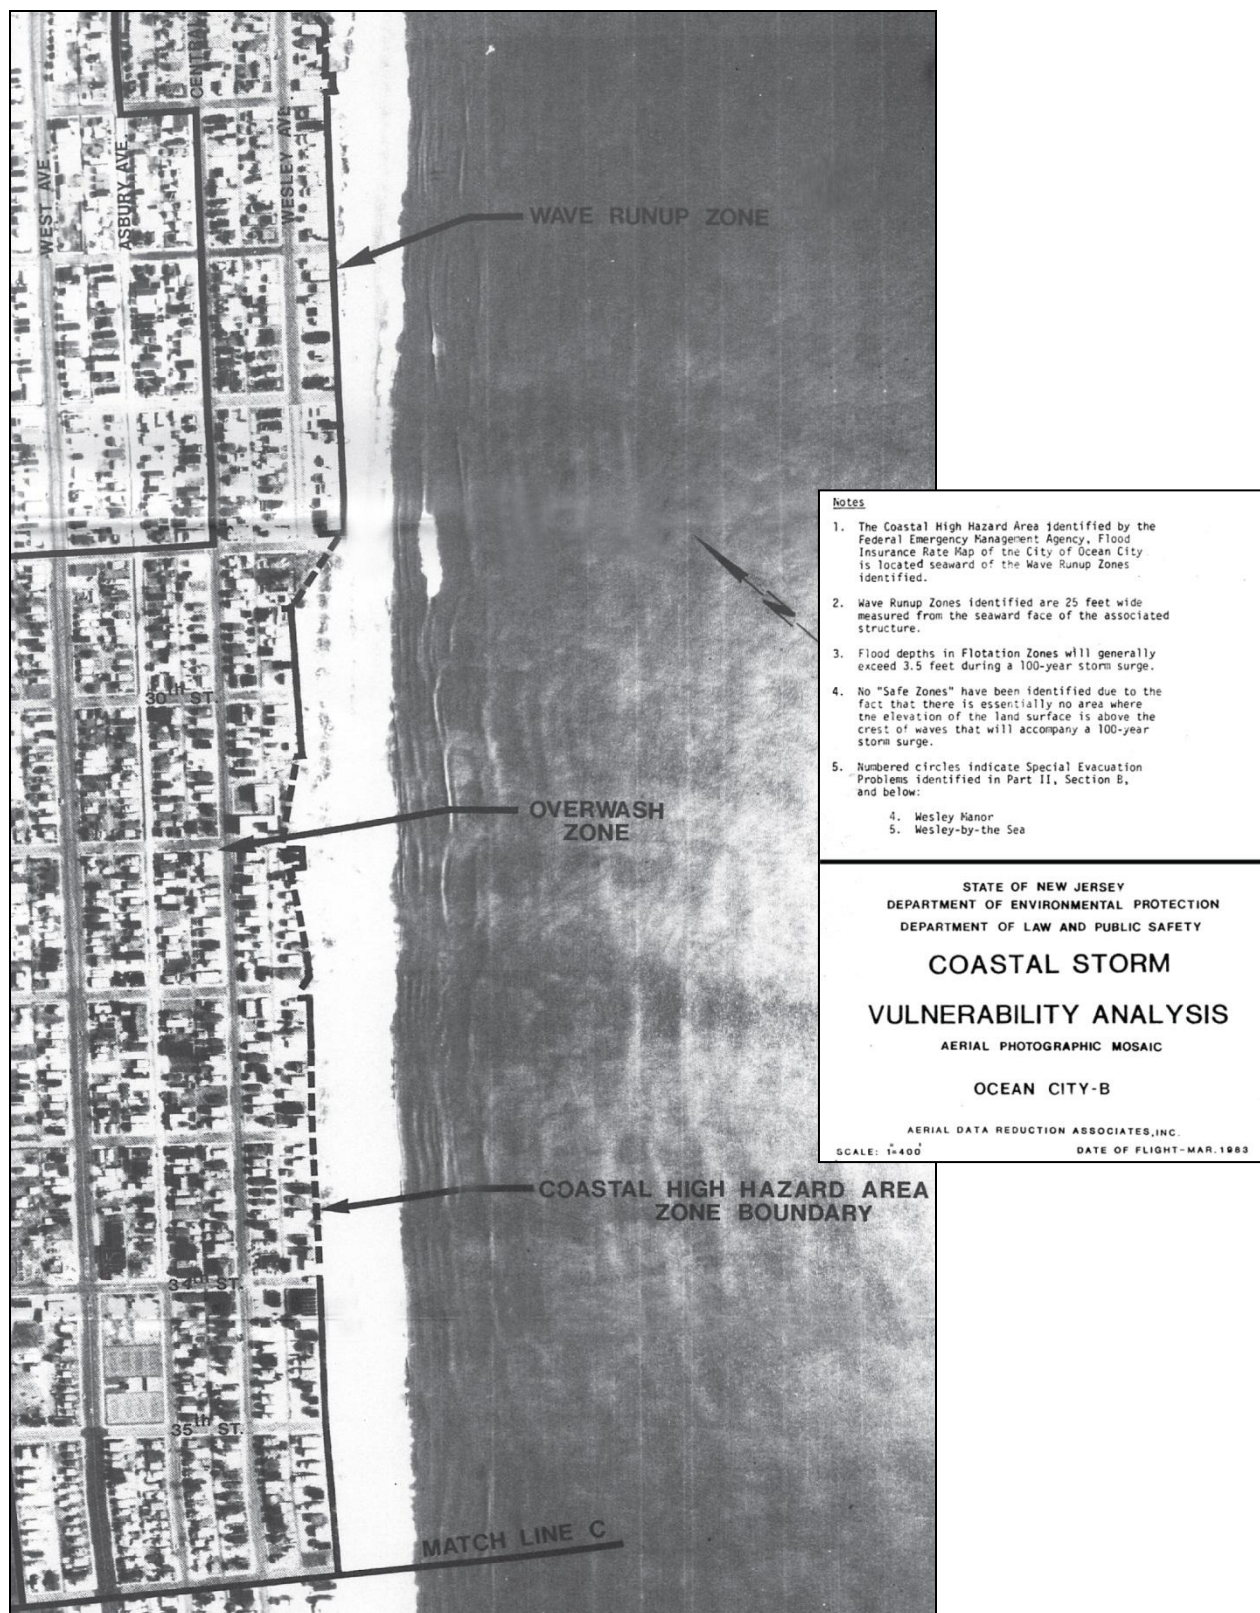 CENTRAL
WESLEY AVE.
ASBURY AVE.
WEST AVE.
WAVE RUNUP ZONE
30th ST.
OVERWASH
ZONE
COASTAL HIGH HAZARD AREA
ZONE BOUNDARY
34th ST.
35th ST.
MATCH LINE C
Notes
1. The Coastal High Hazard Area identified by the
Federal Emergency Management Agency, Flood
Insurance Rate Map of the City of Ocean City
is located seaward of the Wave Runup Zones
identified.
2. Wave Runup Zones identified are 25 feet wide
measured from the seaward face of the associated
structure.
3. Flood depths in Flotation Zones will generally
exceed 3.5 feet during a 100-year storm surge.
4. No "Safe Zones" have been identified due to the
fact that there is essentially no area where
the elevation of the land surface is above the
crest of waves that will accompany a 100-year
storm surge.
5. Numbered circles indicate Special Evacuation
Problems identified in Part II, Section B,
and below:
4. Wesley Manor
5. Wesley-by-the Sea
STATE OF NEW JERSEY
DEPARTMENT OF ENVIRONMENTAL PROTECTION
DEPARTMENT OF LAW AND PUBLIC SAFETY
COASTAL STORM
VULNERABILITY ANALYSIS
AERIAL PHOTOGRAPHIC MOSAIC
OCEAN CITY-B
AERIAL DATA REDUCTION ASSOCIATES, INC.
SCALE: 1"=400' DATE OF FLIGHT-MAR. 1983